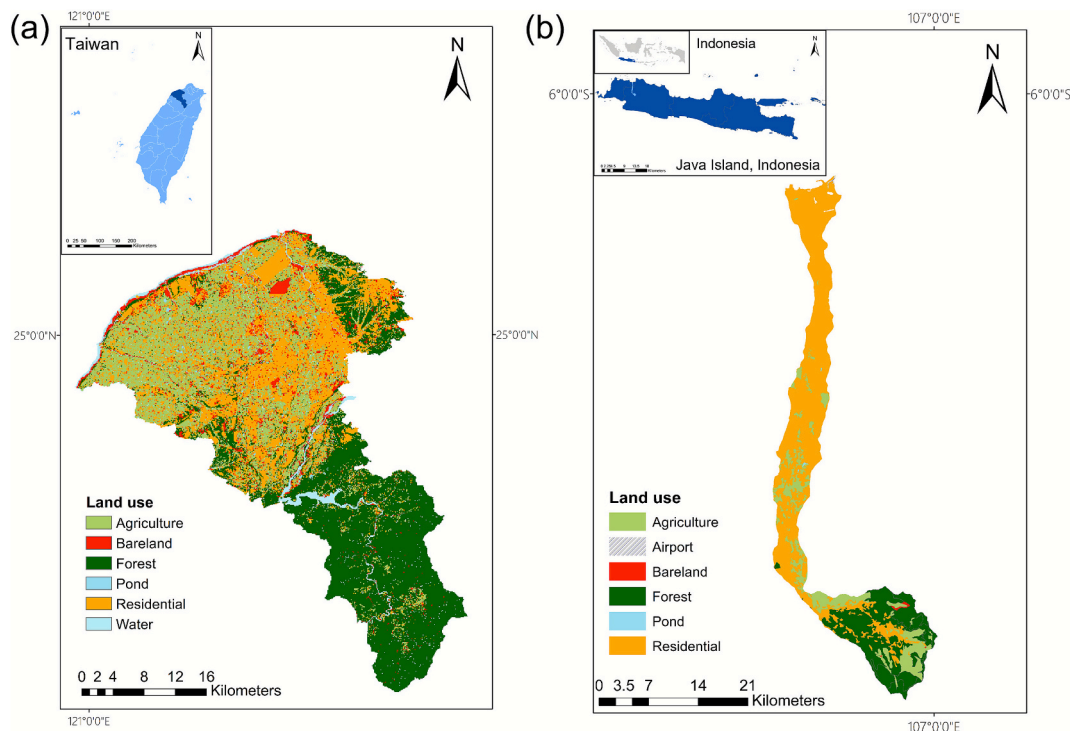 (a)
121°0'0"E
Taiwan
N
0 25 50 100 150 200
Kilometers
N
25°0'0"N
25°0'0"N
Land use
Agriculture
Bareland
Forest
Pond
Residential
Water
0 2 4 8 12 16
Kilometers
121°0'0"E
(b)
107°0'0"E
Indonesia
N
Java Island, Indonesia
Kilometers
N
6°0'0"S
6°0'0"S
Land use
Agriculture
Airport
Bareland
Forest
Pond
Residential
0 3.5 7 14 21
Kilometers
107°0'0"E